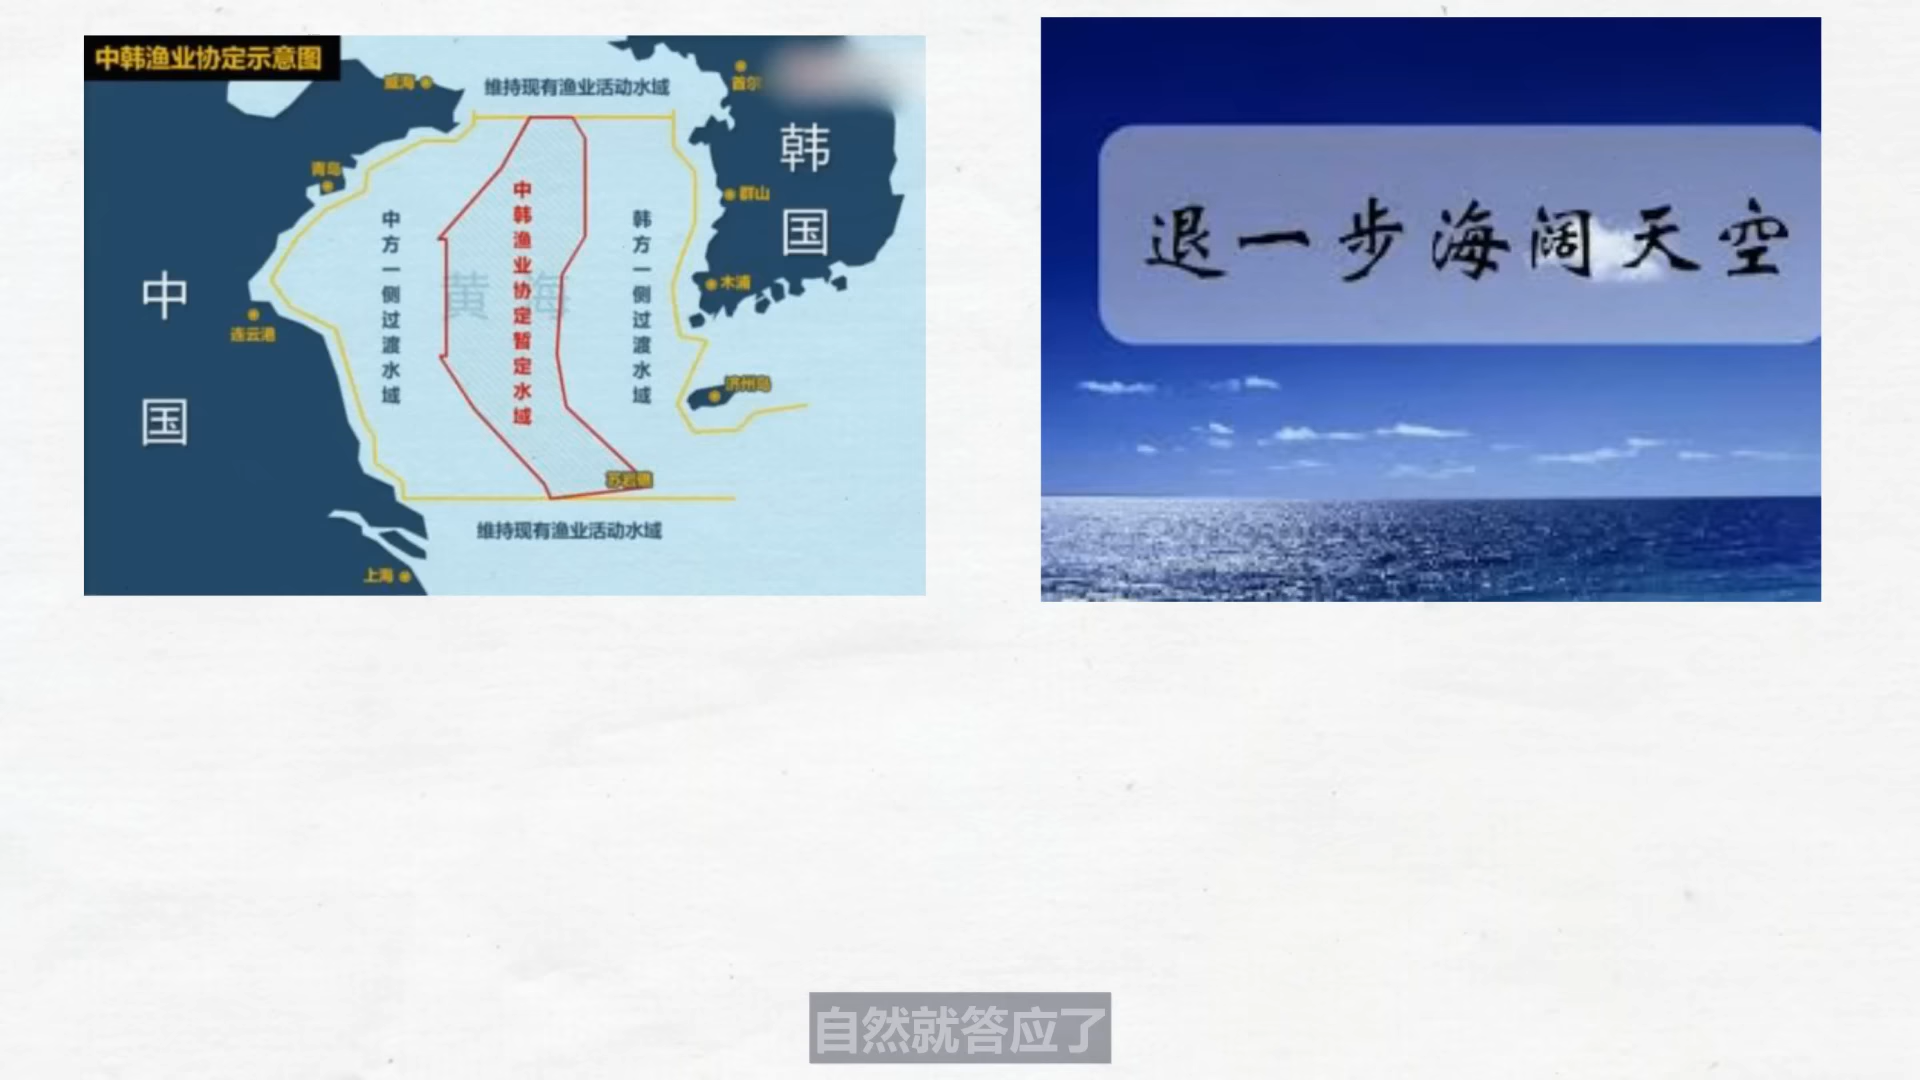 中韩渔业协定示意图
威海
维持现有渔业活动水域
首尔
韩国
青岛
群山
中方一侧过渡水域
黄海
中韩渔业协定暂定水域
韩方一侧过渡水域
中国
木浦
连云港
济州岛
苏岩礁
维持现有渔业活动水域
上海
退一步海阔天空
自然就答应了